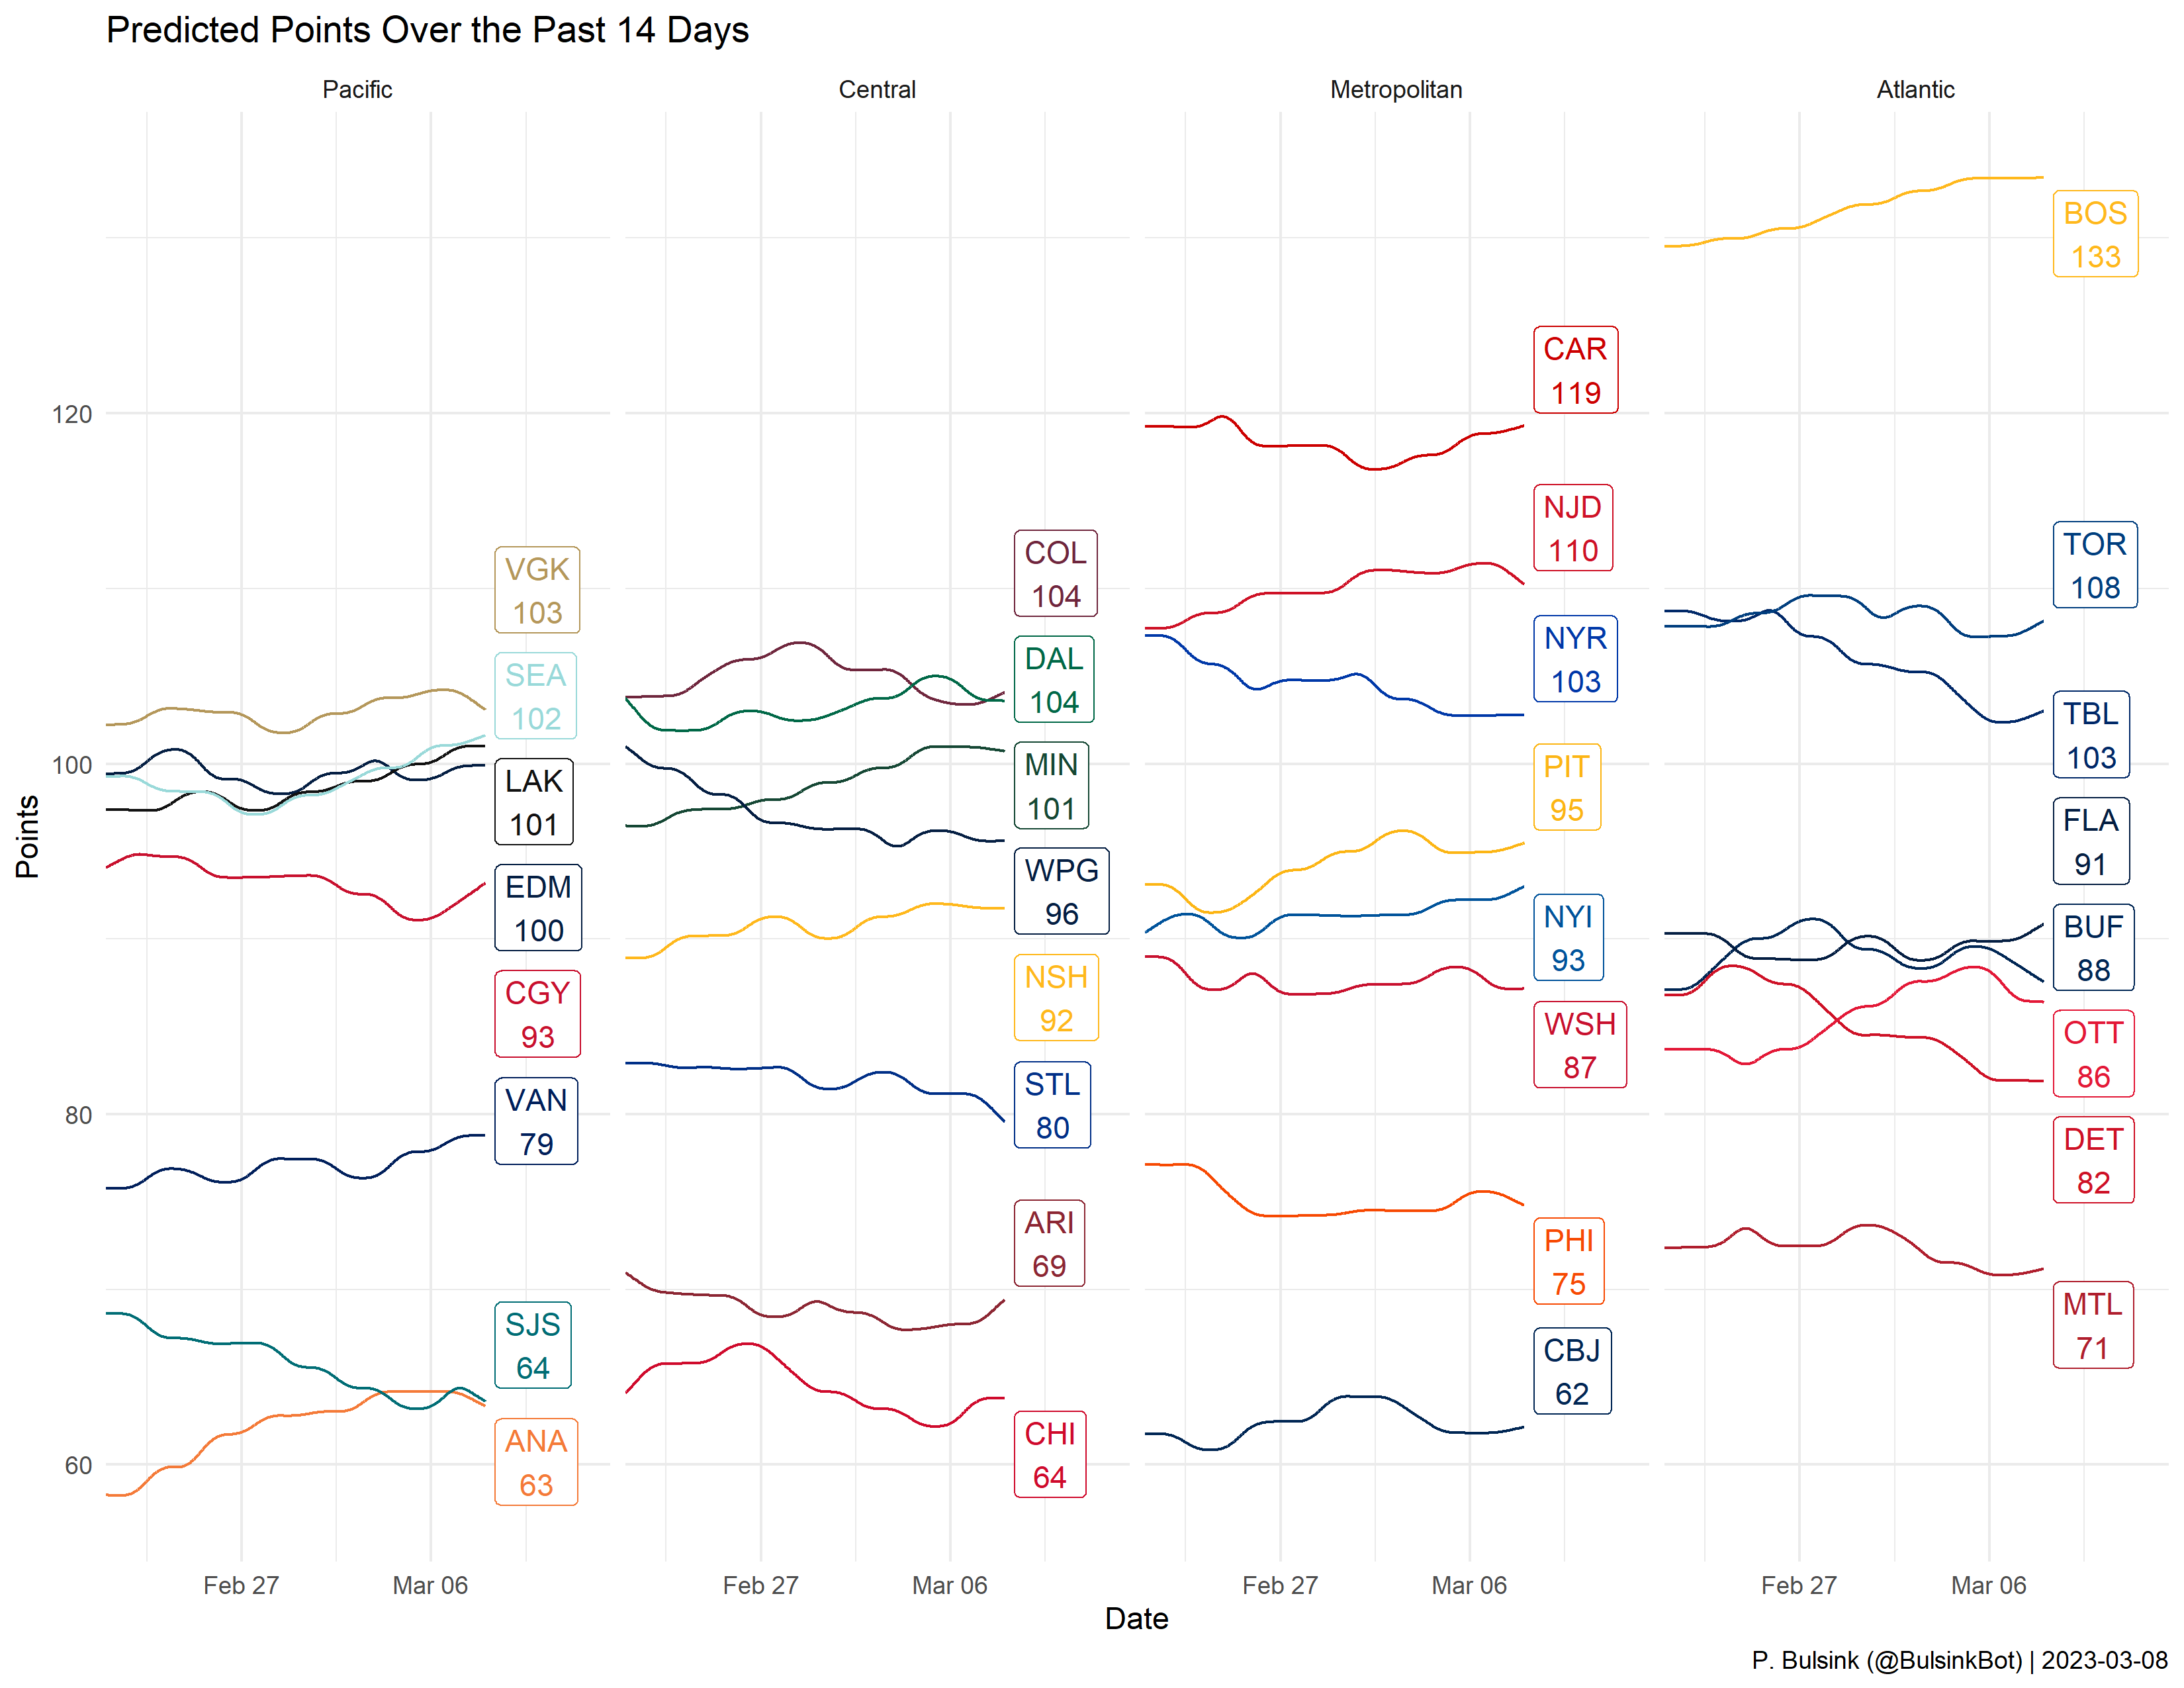 Predicted Points Over the Past 14 Days
Pacific
Central
Metropolitan
Atlantic
Points
120
100
80
60
VGK
103
SEA
102
LAK
101
EDM
100
CGY
93
VAN
79
SJS
64
ANA
63
COL
104
DAL
104
MIN
101
WPG
96
NSH
92
STL
80
ARI
69
CHI
64
CAR
119
NJD
110
NYR
103
PIT
95
NYI
93
WSH
87
PHI
75
CBJ
62
BOS
133
TOR
108
TBL
103
FLA
91
BUF
88
OTT
86
DET
82
MTL
71
Feb 27
Mar 06
Feb 27
Mar 06
Feb 27
Mar 06
Feb 27
Mar 06
Date
P. Bulsink (@BulsinkBot) | 2023-03-08